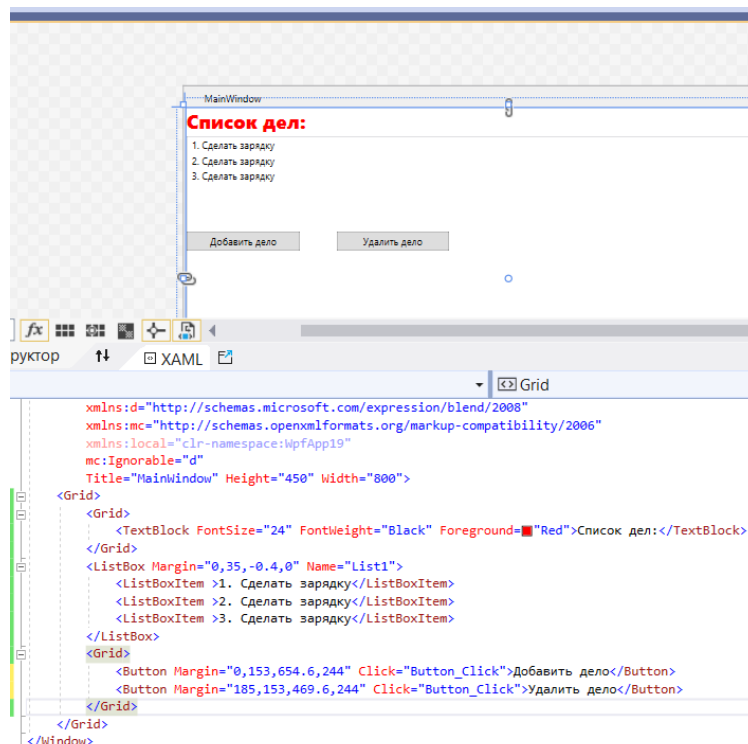 MainWindow
Список дел:
1. Сделать зарядку
2. Сделать зарядку
3. Сделать зарядку
Добавить дело Удалить дело
fx
руктор XAML
Grid
xmlns:d="http://schemas.microsoft.com/expression/blend/2008"
xmlns:mc="http://schemas.openxmlformats.org/markup-compatibility/2006"
xmlns:local="clr-namespace:WpfApp19"
mc:Ignorable="d"
Title="MainWindow" Height="450" Width="800">
<Grid>
<Grid>
<TextBlock FontSize="24" FontWeight="Black" Foreground="Red">Список дел:</TextBlock>
</Grid>
<ListBox Margin="0,35,-0.4,0" Name="List1">
<ListBoxItem >1. Сделать зарядку</ListBoxItem>
<ListBoxItem >2. Сделать зарядку</ListBoxItem>
<ListBoxItem >3. Сделать зарядку</ListBoxItem>
</ListBox>
<Grid>
<Button Margin="0,153,654.6,244" Click="Button_Click">Добавить дело</Button>
<Button Margin="185,153,469.6,244" Click="Button_Click">Удалить дело</Button>
</Grid>
</Grid>
</Window>